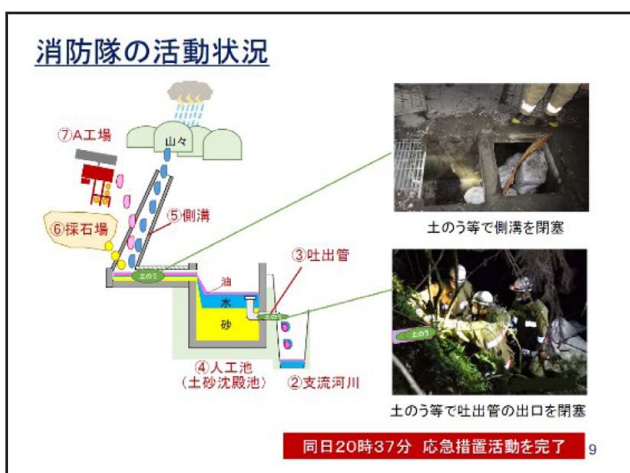 消防隊の活動状況
山々
⑦A工場
⑤側溝
⑥採石場
土のう
油
水
砂
③吐出管
④人工池
(土砂沈殿池)
②支流河川
土のう等で側溝を閉塞
土のう
土のう等で吐出管の出口を閉塞
同日20時37分 応急措置活動を完了
9